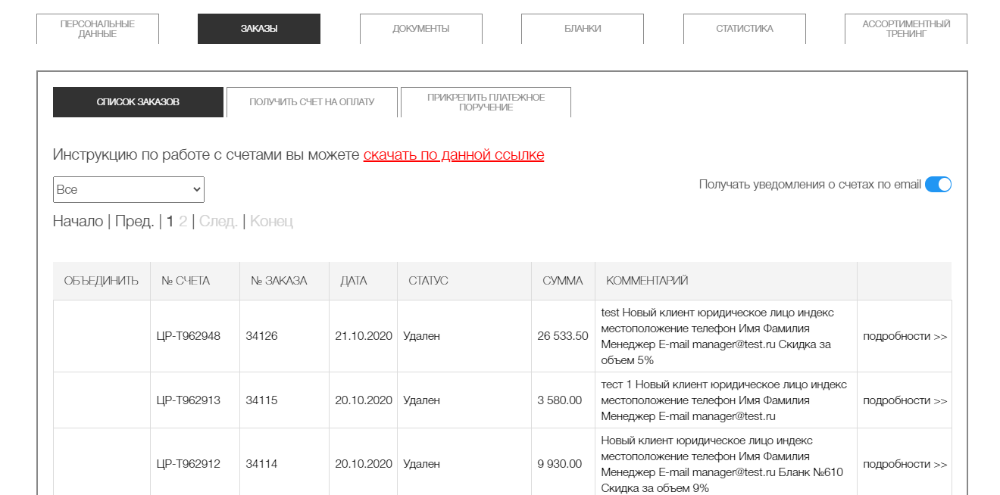 ПЕРСОНАЛЬНЫЕ
ДАННЫЕ
ЗАКАЗЫ
ДОКУМЕНТЫ
БЛАНКИ
СТАТИСТИКА
АССОРТИМЕНТНЫЙ
ТРЕНИНГ
СПИСОК ЗАКАЗОВ
ПОЛУЧИТЬ СЧЕТ НА ОПЛАТУ
ПРИКРЕПИТЬ ПЛАТЕЖНОЕ
ПОРУЧЕНИЕ
Инструкцию по работе с счетами вы можете скачать по данной ссылке
Все
Получать уведомления о счетах по email
Начало | Пред. | 1 2 | След. | Конец
ОБЪЕДИНИТЬ № СЧЕТА № ЗАКАЗА ДАТА СТАТУС СУММА КОММЕНТАРИЙ
ЦР-Т962948 34126 21.10.2020 Удален 26 533.50
test Новый клиент юридическое лицо индекс
местоположение телефон Имя Фамилия
Менеджер E-mail manager@test.ru Скидка за
объем 5%
подробности >>
ЦР-Т962913 34115 20.10.2020 Удален 3 580.00
тест 1 Новый клиент юридическое лицо индекс
местоположение телефон Имя Фамилия
Менеджер E-mail manager@test.ru
подробности >>
ЦР-Т962912 34114 20.10.2020 Удален 9 930.00
Новый клиент юридическое лицо индекс
местоположение телефон Имя Фамилия
Менеджер E-mail manager@test.ru Бланк №610
Скидка за объем 9%
подробности >>